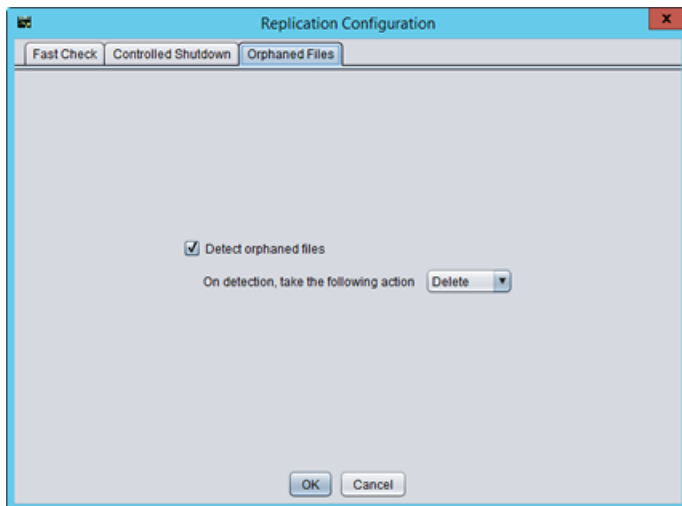 Replication Configuration
x
Fast Check Controlled Shutdown Orphaned Files
Detect orphaned files
On detection, take the following action Delete
OK Cancel